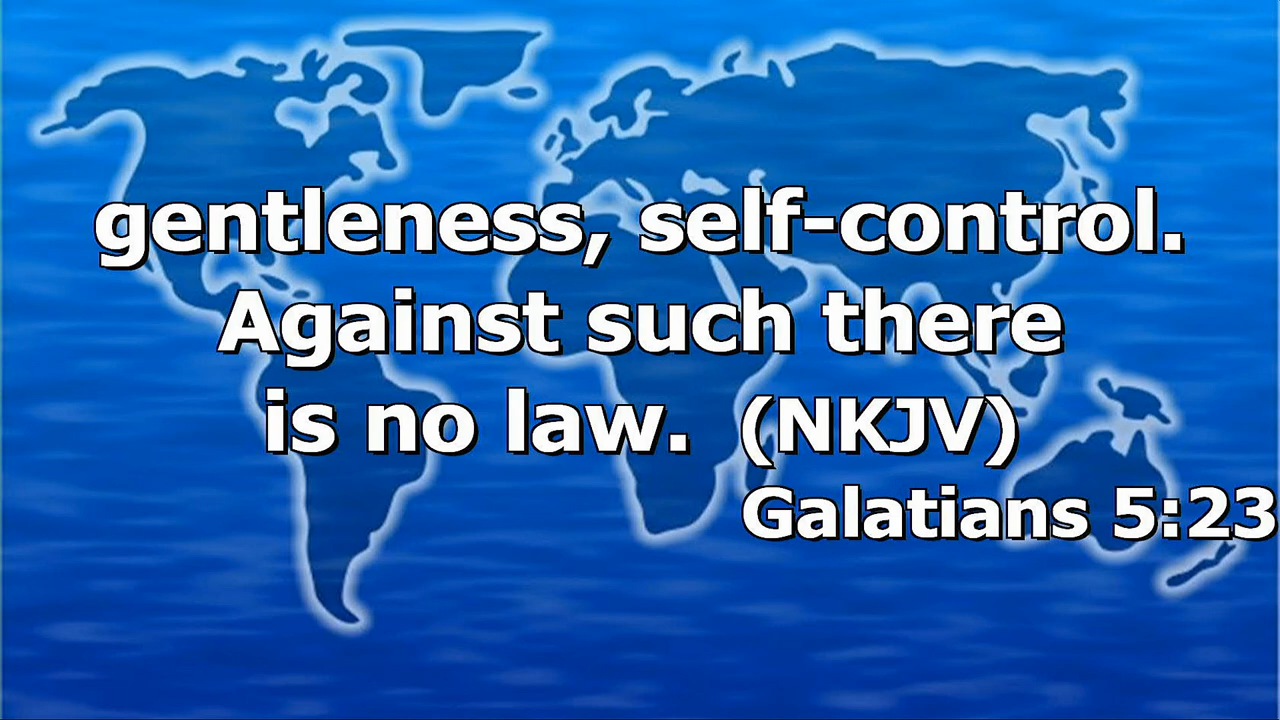 gentleness, self-control.
Against such there
is no law. (NKJV)
Galatians 5:23